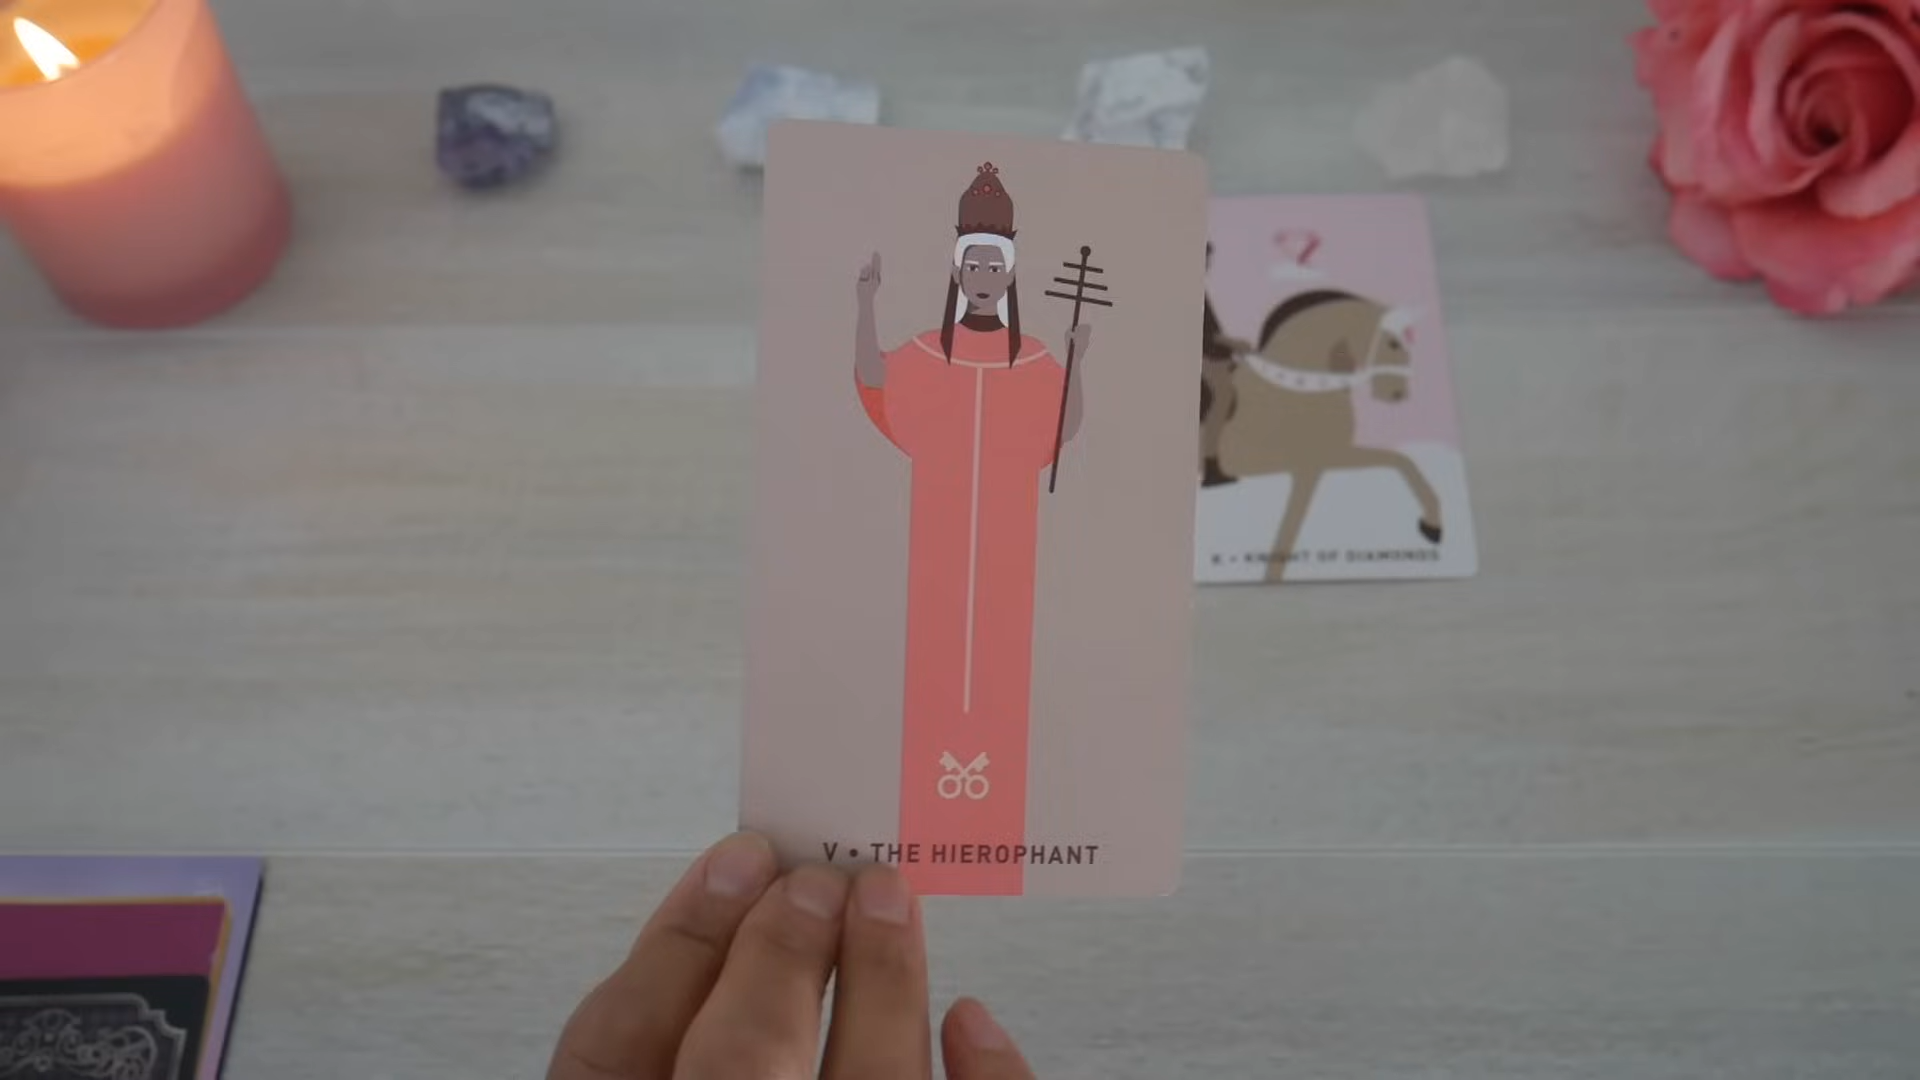 V • THE HIEROPHANT
K • KNIGHT OF DIAMONDS